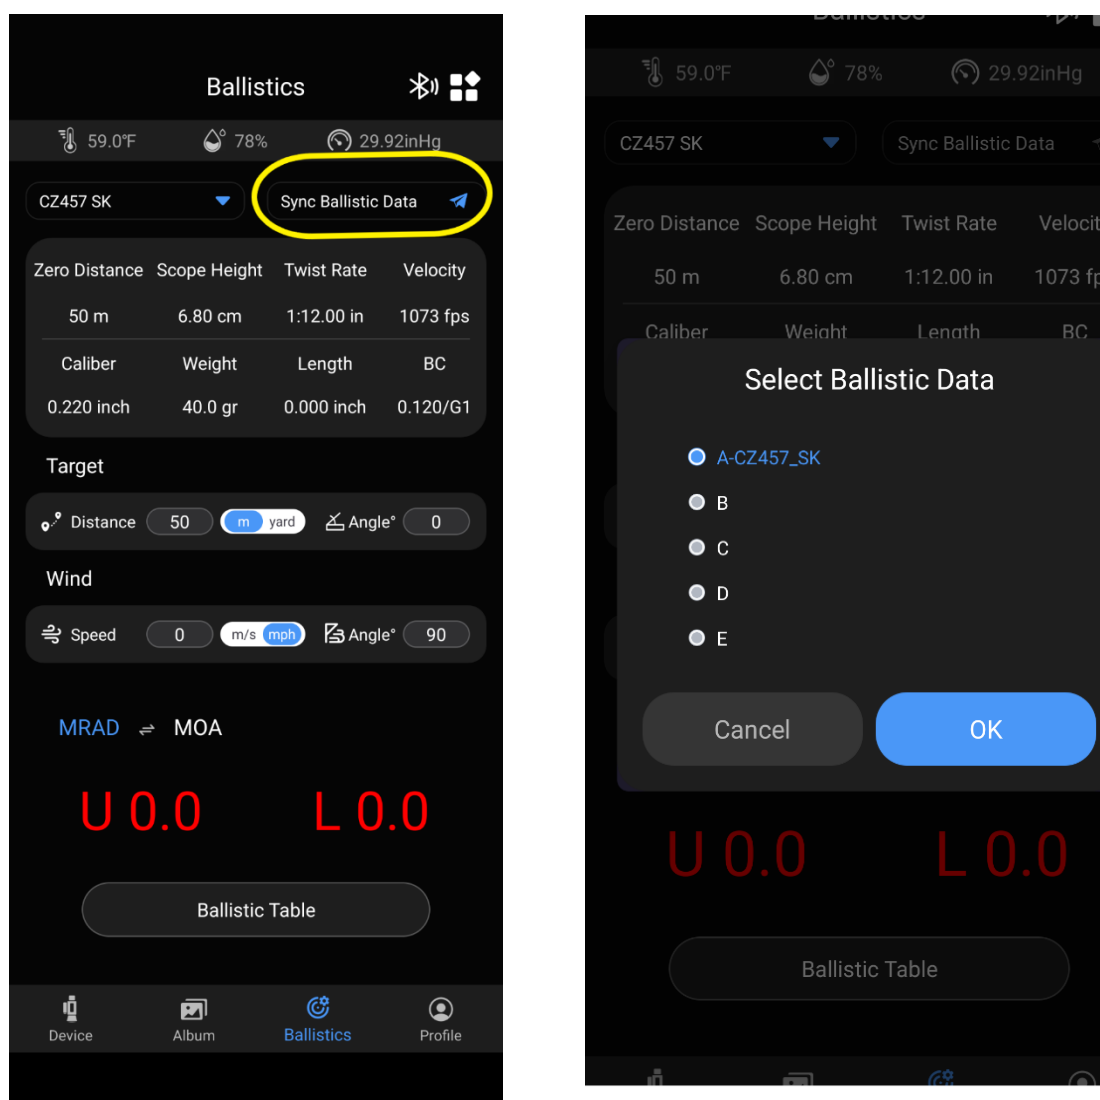 Ballistics
59.0°F 78% 29.92inHg
CZ457 SK Sync Ballistic Data
Zero Distance Scope Height Twist Rate Velocity
50 m 6.80 cm 1:12.00 in 1073 fps
Caliber Weight Length BC
0.220 inch 40.0 gr 0.000 inch 0.120/G1
Target
Distance 50 m yard Angle° 0
Wind
Speed 0 m/s mph Angle° 90
MRAD ⇌ MOA
U 0.0 L 0.0
Ballistic Table
Device Album Ballistics Profile
Ballistics
59.0°F 78% 29.92inHg
CZ457 SK Sync Ballistic Data
Zero Distance Scope Height Twist Rate Velocit
50 m 6.80 cm 1:12.00 in 1073 fp
Caliber Weight Length BC
Select Ballistic Data
A-CZ457_SK
B
C
D
E
Cancel OK
U 0.0 L 0.0
Ballistic Table